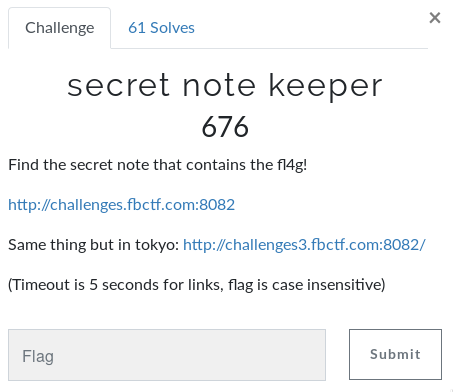 Challenge
61 Solves
×
secret note keeper
676
Find the secret note that contains the fl4g!
http://challenges.fbctf.com:8082
Same thing but in tokyo: http://challenges3.fbctf.com:8082/
(Timeout is 5 seconds for links, flag is case insensitive)
Flag
Submit